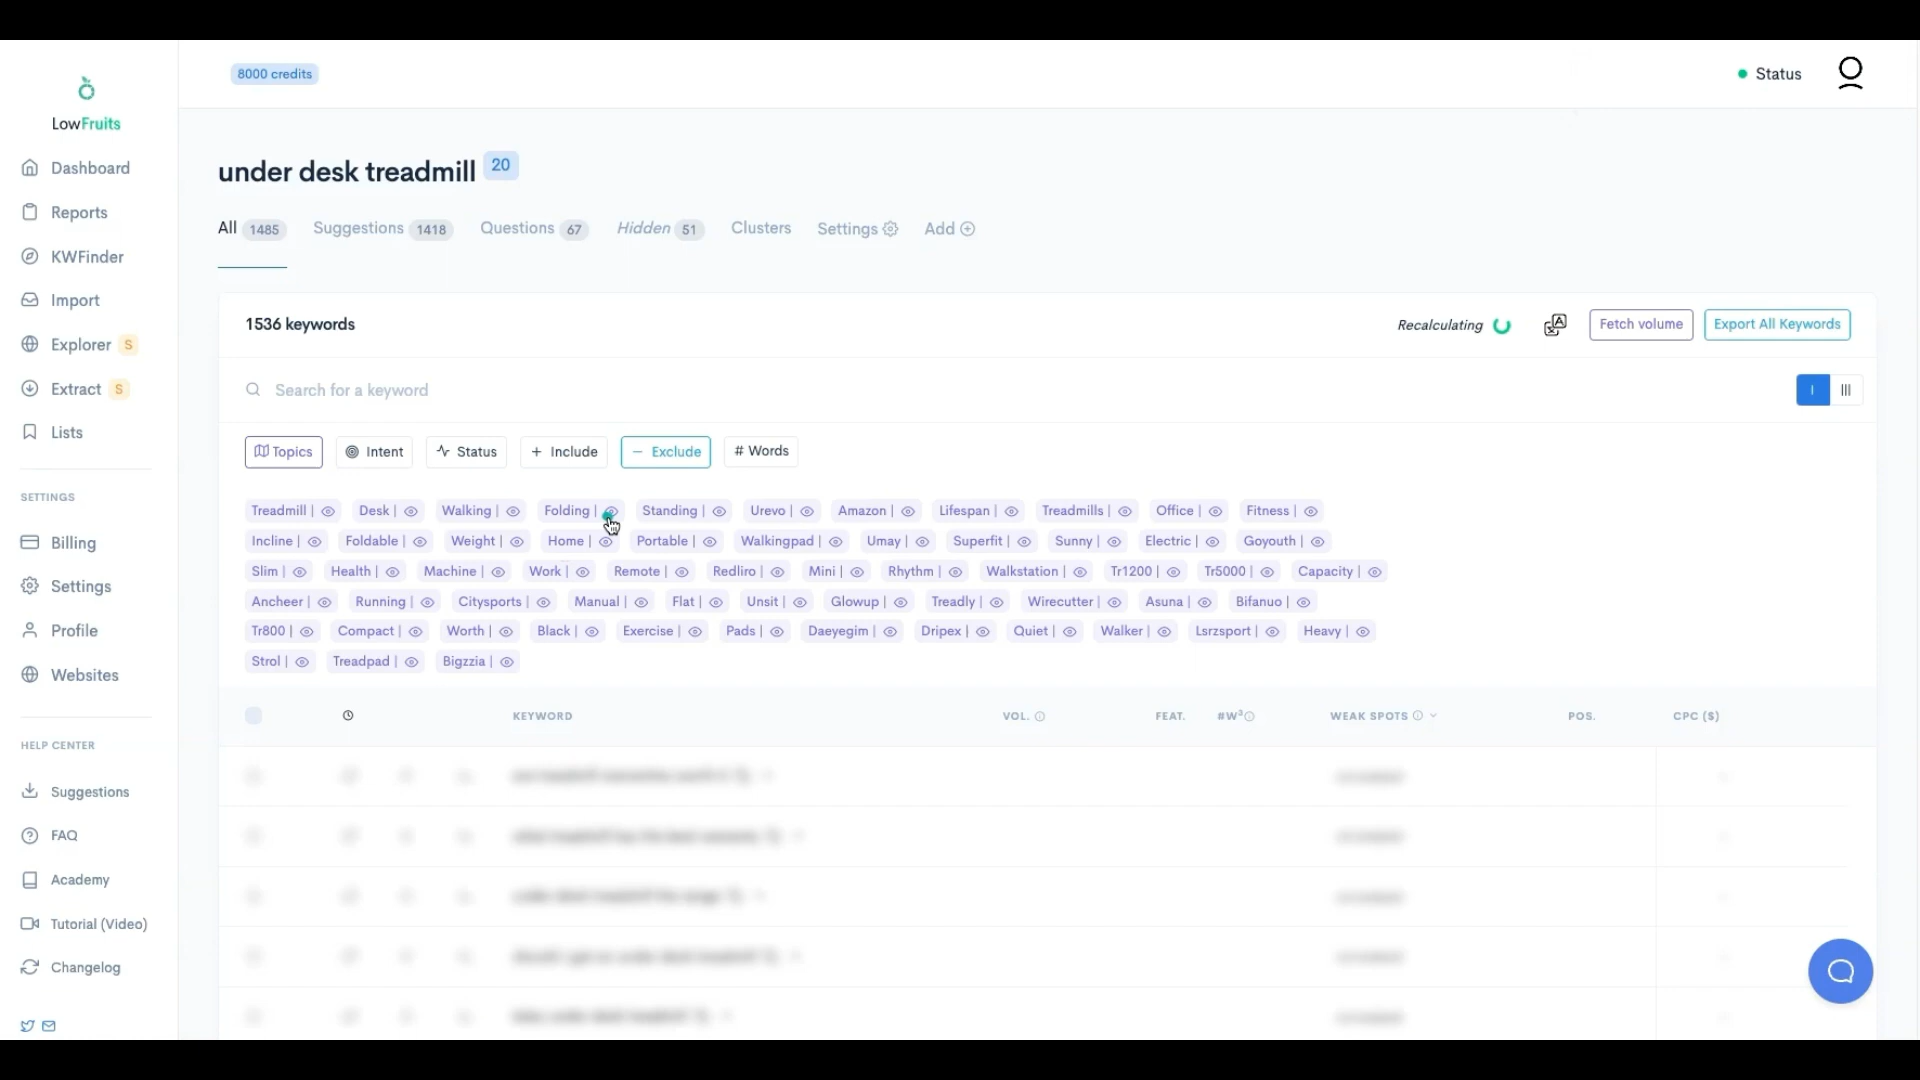 8000 credits
Status
LowFruits
Dashboard
Reports
KWFinder
Import
Explorer S
Extract S
Lists
SETTINGS
Billing
Settings
Profile
Websites
HELP CENTER
Suggestions
FAQ
Academy
Tutorial (Video)
Changelog
under desk treadmill 20
All 1485 Suggestions 1418 Questions 67 Hidden 51 Clusters Settings Add
1536 keywords
Recalculating
Fetch volume
Export All Keywords
Search for a keyword
I III
Topics Intent Status + Include − Exclude # Words
Treadmill | Desk | Walking | Folding | Standing | Urevo | Amazon | Lifespan | Treadmills | Office | Fitness |
Incline | Foldable | Weight | Home | Portable | Walkingpad | Umay | Superfit | Sunny | Electric | Goyouth |
Slim | Health | Machine | Work | Remote | Redliro | Mini | Rhythm | Walkstation | Tr1200 | Tr5000 | Capacity |
Ancheer | Running | Citysports | Manual | Flat | Unsit | Glowup | Treadly | Wirecutter | Asuna | Bifanuo |
Tr800 | Compact | Worth | Black | Exercise | Pads | Daeyegim | Dripex | Quiet | Walker | Lsrzsport | Heavy |
Strol | Treadpad | Bigzzia |
KEYWORD VOL. FEAT. #W³ WEAK SPOTS POS. CPC ($)